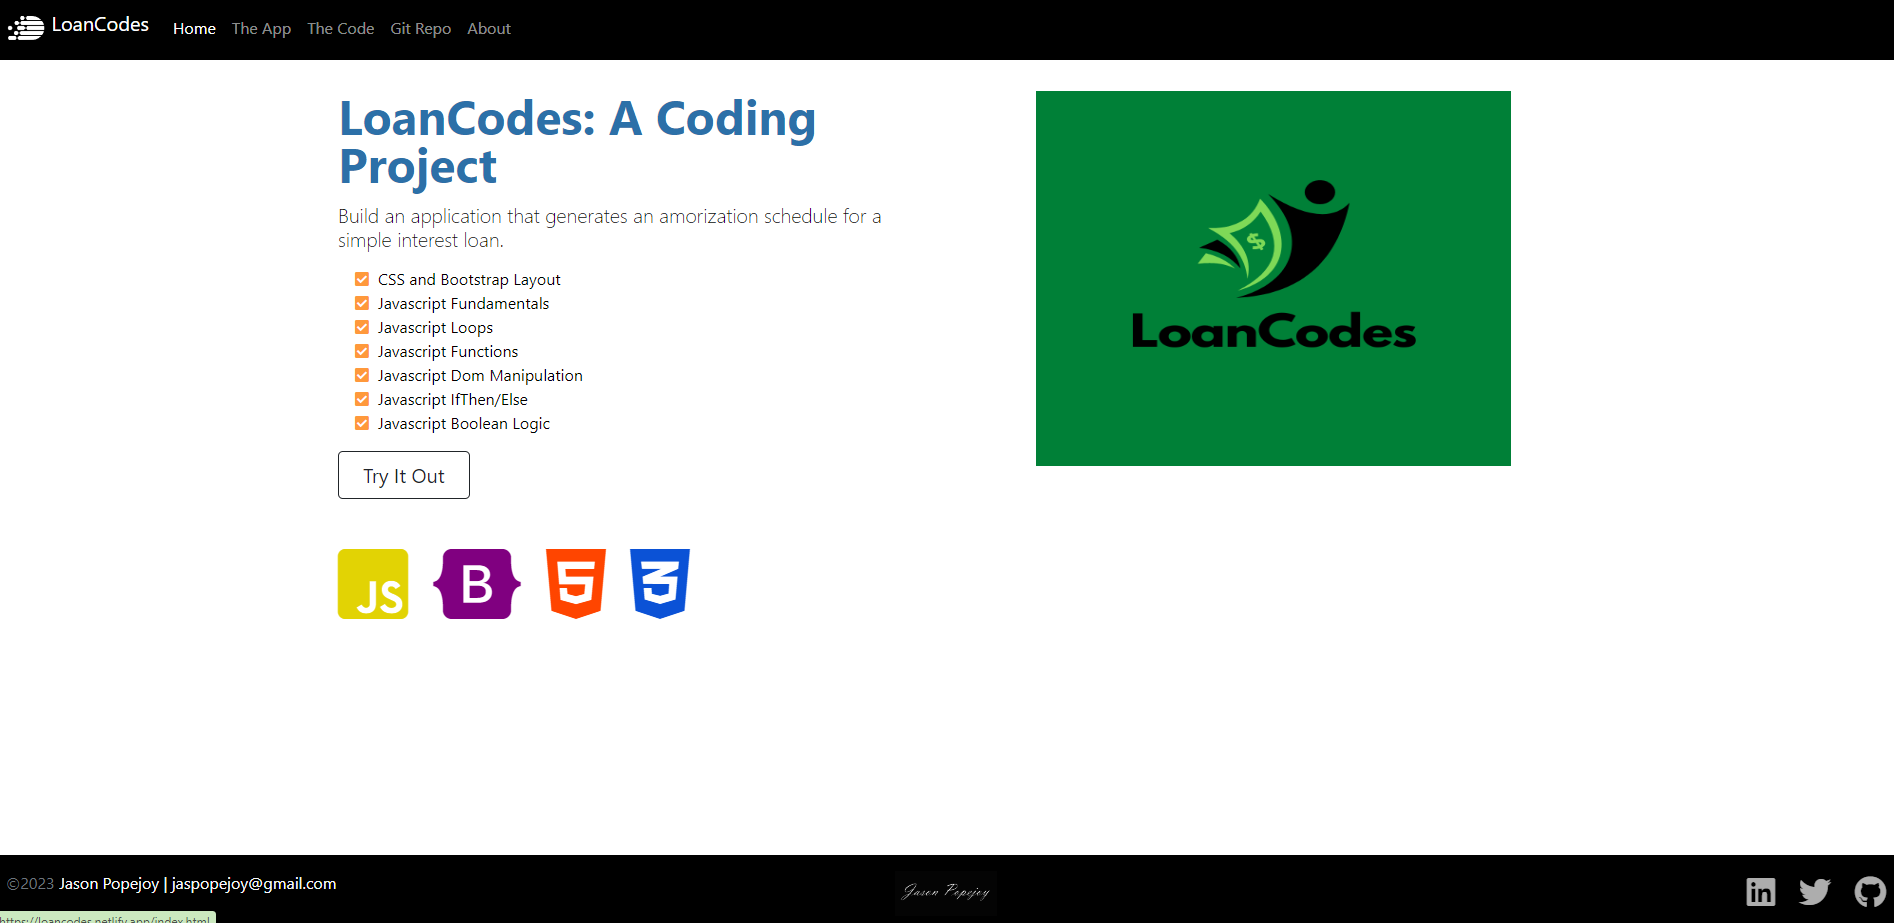 LoanCodes
Home The App The Code Git Repo About
LoanCodes: A Coding
Project
Build an application that generates an amorization schedule for a
simple interest loan.
CSS and Bootstrap Layout
Javascript Fundamentals
Javascript Loops
Javascript Functions
Javascript Dom Manipulation
Javascript IfThen/Else
Javascript Boolean Logic
Try It Out
JS B 5 3
$
LoanCodes
©2023 Jason Popejoy | jaspopejoy@gmail.com
Jason Popejoy
in
https://loancodes.netlify.app/index.html